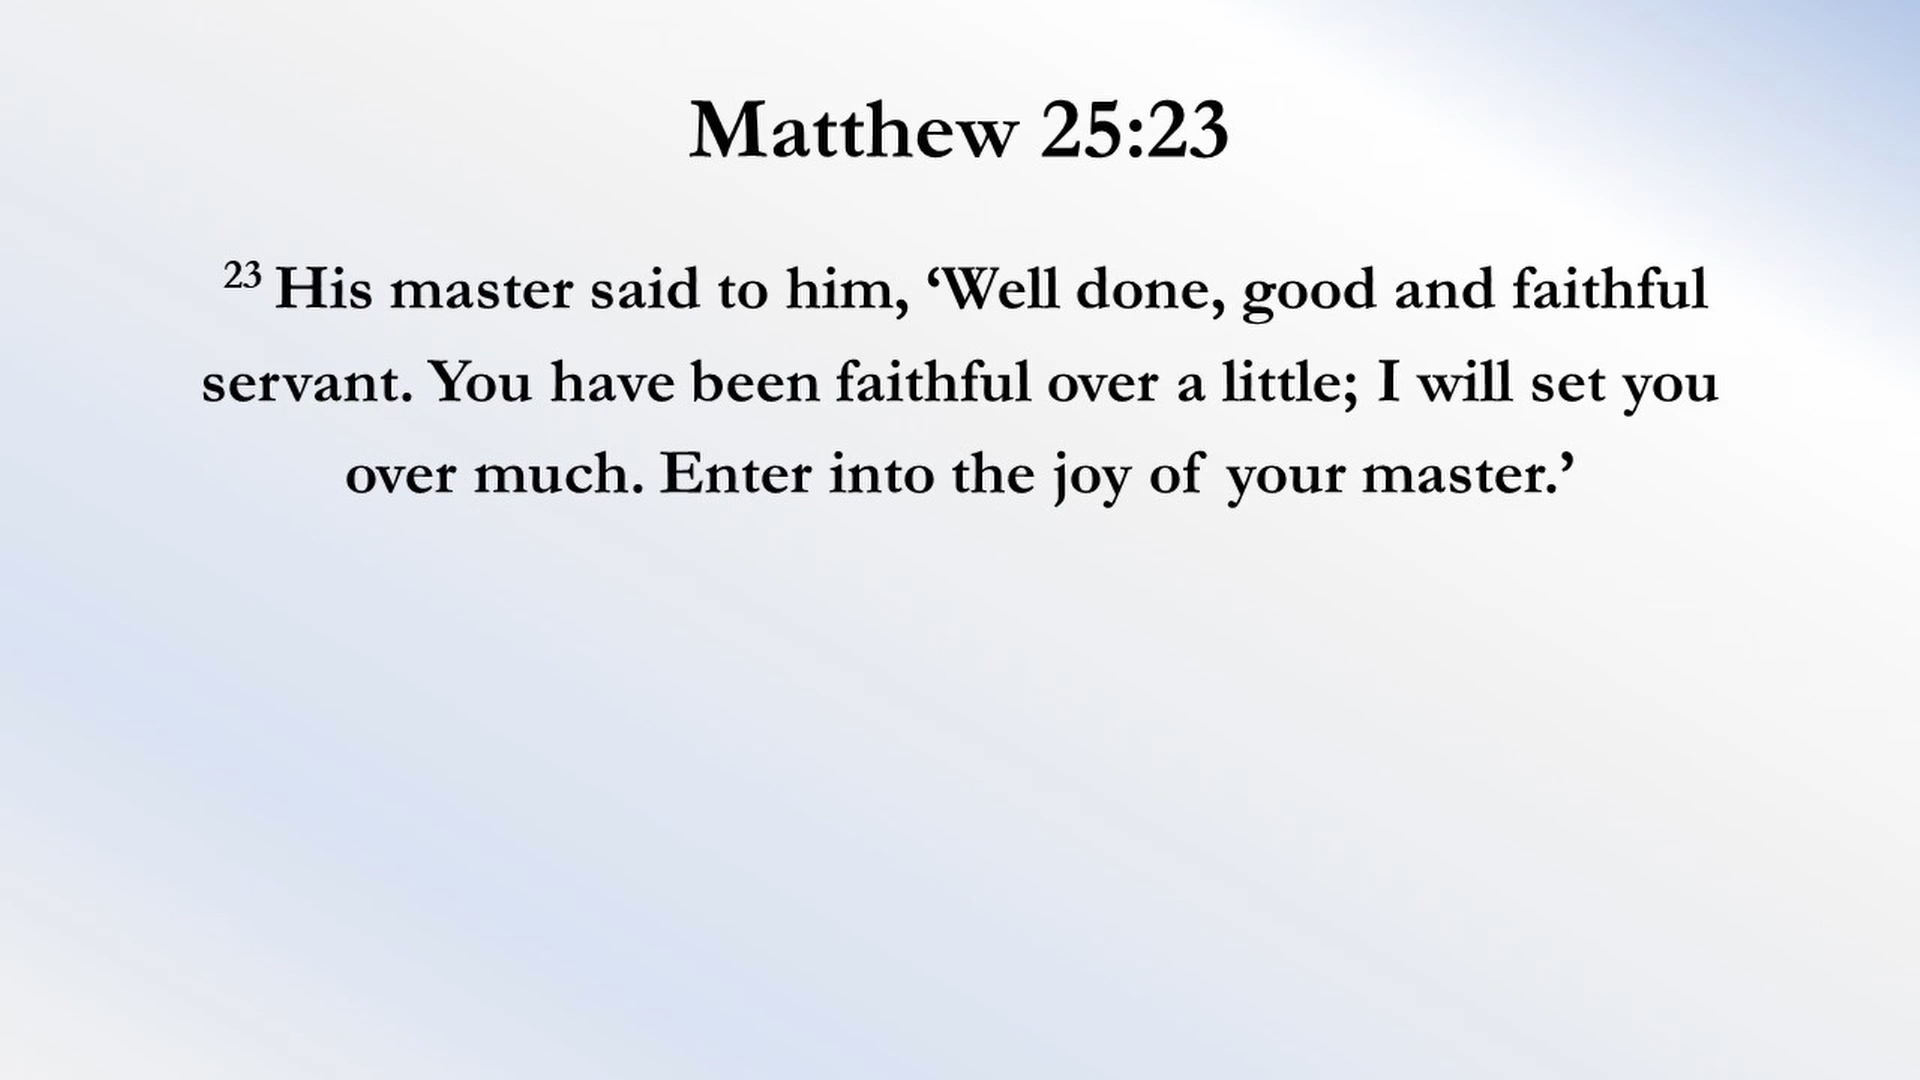 Matthew 25:23
23 His master said to him, ‘Well done, good and faithful
servant. You have been faithful over a little; I will set you
over much. Enter into the joy of your master.’